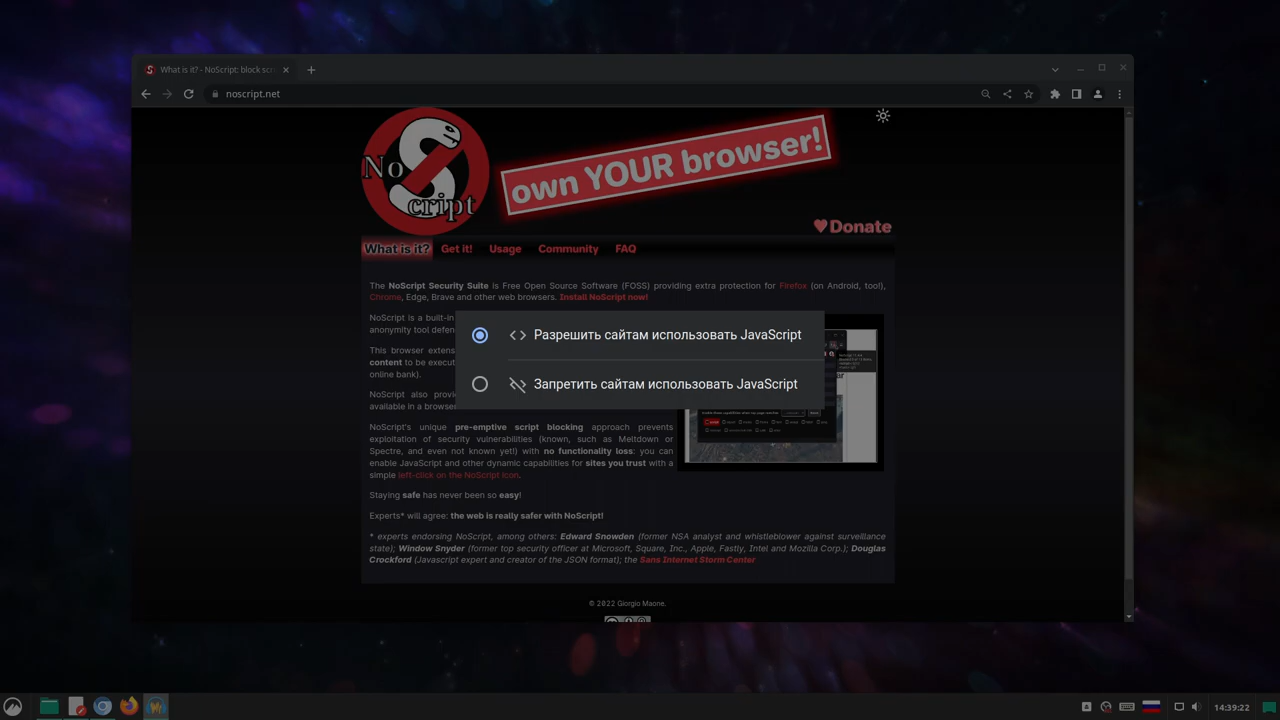 What is it? - NoScript: block scr
noscript.net
No
Script
own YOUR browser!
Donate
What is it? Get it! Usage Community FAQ
The NoScript Security Suite is Free Open Source Software (FOSS) providing extra protection for Firefox (on Android, too!),
Chrome, Edge, Brave and other web browsers. Install NoScript now!
NoScript is a built-in
anonymity tool
This browser
content to be
online bank).
NoScript also
available in a
Разрешить сайтам использовать JavaScript
Запретить сайтам использовать JavaScript
NoScript's unique pre-emptive script blocking approach prevents
exploitation of security vulnerabilities (known, such as Meltdown or
Spectre, and even not known yet!) with no functionality loss: you can
enable JavaScript and other dynamic capabilities for sites you trust with a
simple left-click on the NoScript icon.
Staying safe has never been so easy!
Experts* will agree: the web is really safer with NoScript!
* experts endorsing NoScript, among others: Edward Snowden (former NSA analyst and whistleblower against surveillance
state); Window Snyder (former top security officer at Microsoft, Square, Inc., Apple, Fastly, Intel and Mozilla Corp.); Douglas
Crockford (Javascript expert and creator of the JSON format); the Sans Internet Storm Center
© 2022 Giorgio Maone.
14:39:22